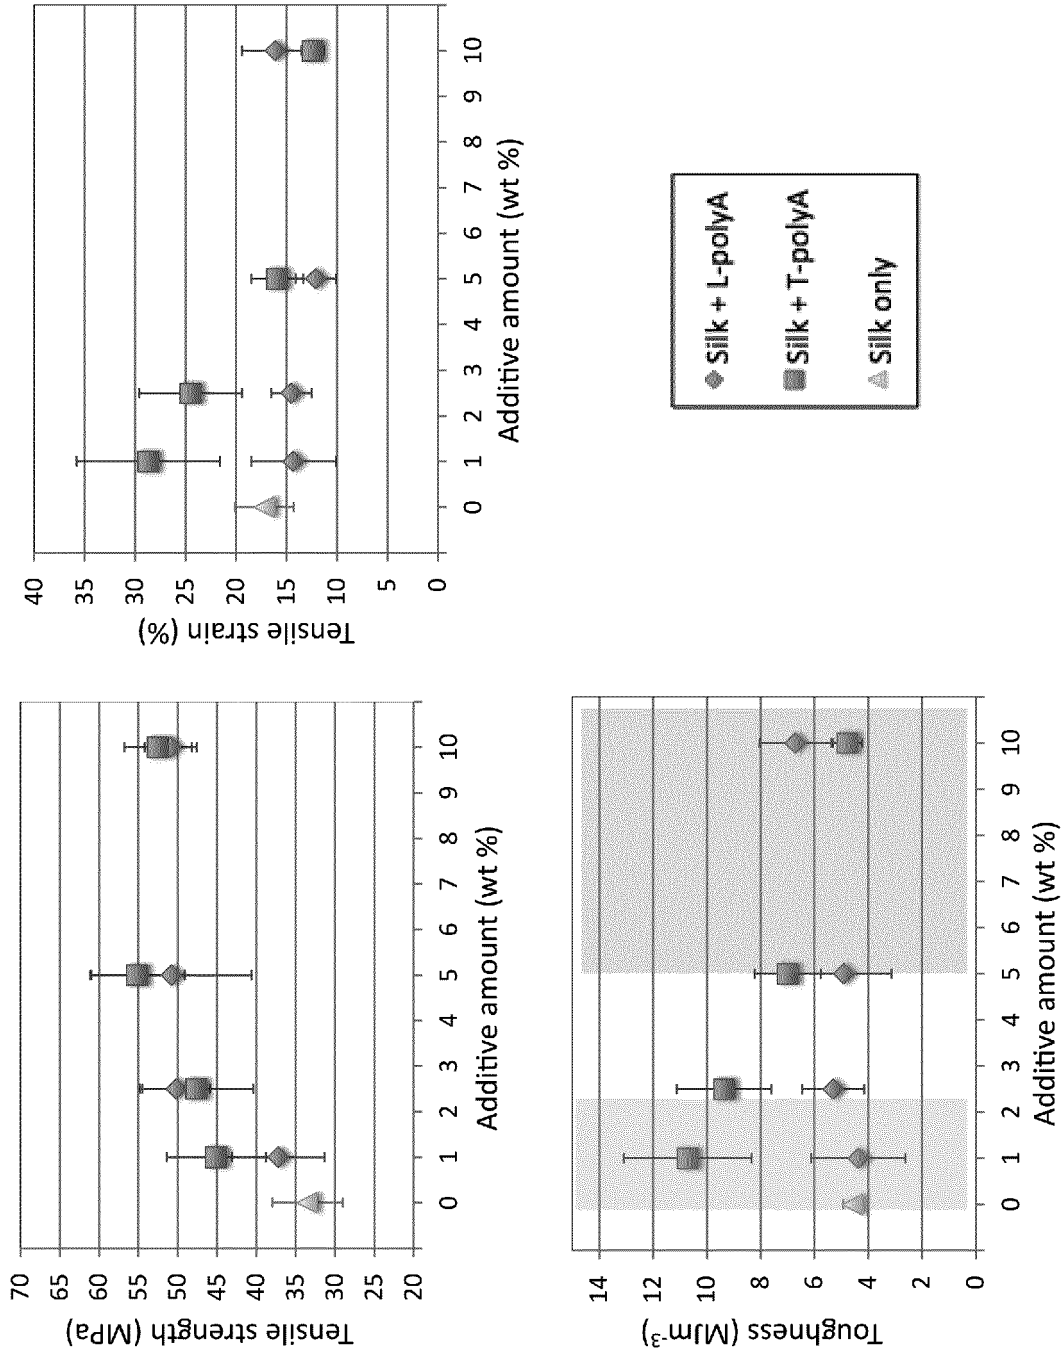 70
65
60
55
50
45
40
35
30
25
20
Tensile strength (MPa)
0 1 2 3 4 5 6 7 8 9 10
Additive amount (wt %)
40
35
30
25
20
15
10
5
0
Tensile strain (%)
0 1 2 3 4 5 6 7 8 9 10
Additive amount (wt %)
14
12
10
8
6
4
2
0
Toughness (MJm⁻³)
0 1 2 3 4 5 6 7 8 9 10
Additive amount (wt %)
Silk + L-polyA
Silk + T-polyA
Silk only